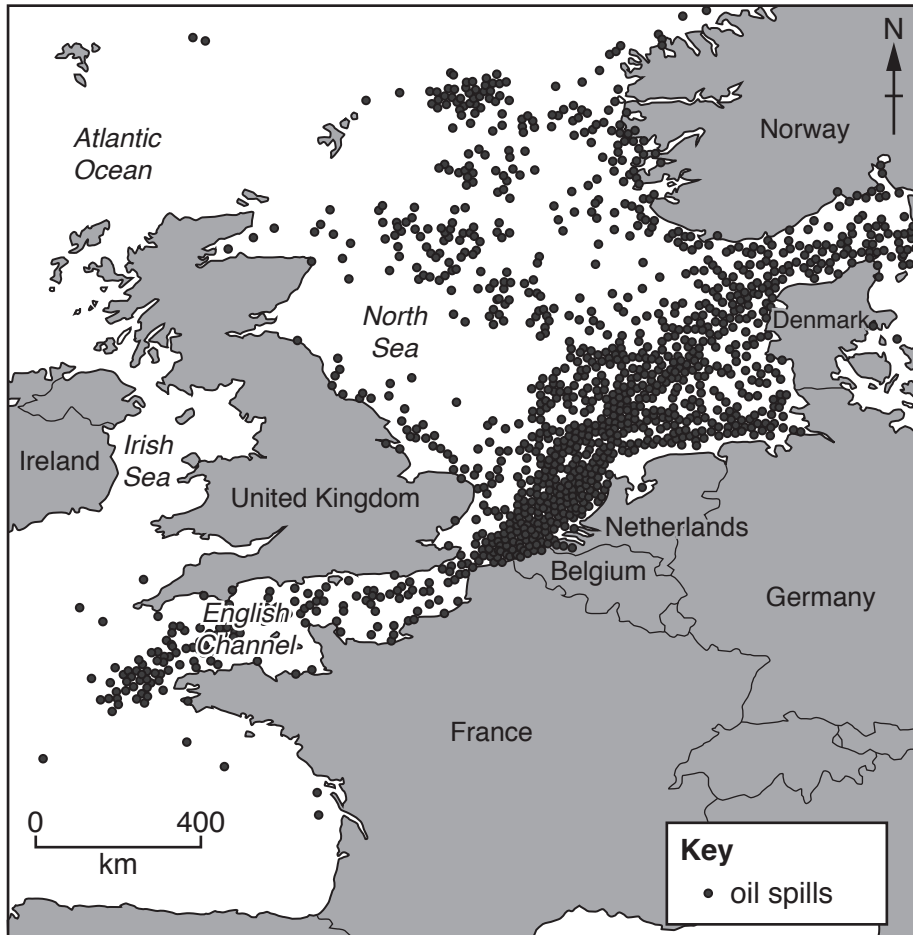 N
Atlantic
Ocean
Norway
North
Sea
Denmark
Ireland
Irish
Sea
United Kingdom
Netherlands
Belgium
Germany
English
Channel
France
0 400
km
Key
oil spills